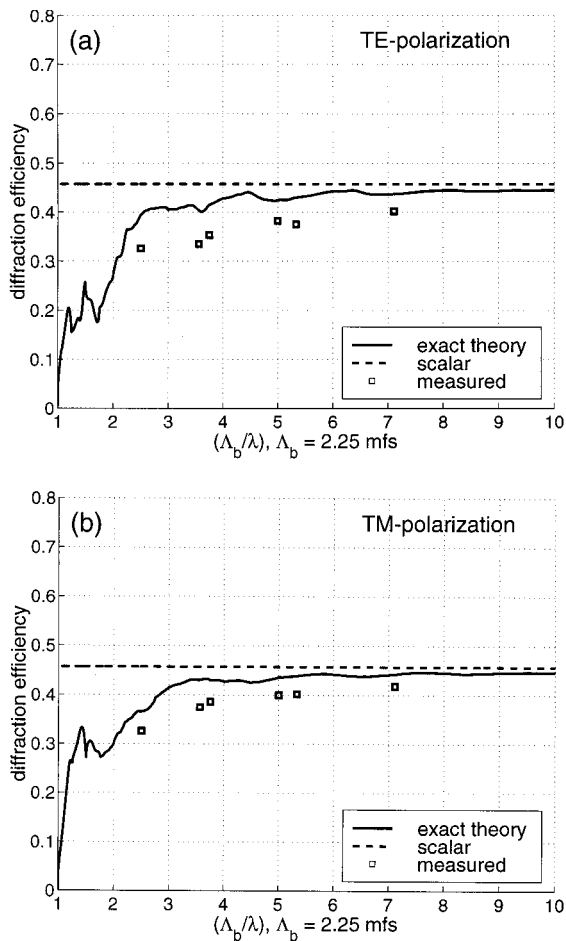 (a)
TE-polarization
0.8
0.7
0.6
0.5
0.4
0.3
0.2
0.1
0
diffraction efficiency
exact theory
scalar
measured
1 2 3 4 5 6 7 8 9 10
(Λb/λ), Λb = 2.25 mfs
(b)
TM-polarization
0.8
0.7
0.6
0.5
0.4
0.3
0.2
0.1
0
diffraction efficiency
exact theory
scalar
measured
1 2 3 4 5 6 7 8 9 10
(Λb/λ), Λb = 2.25 mfs